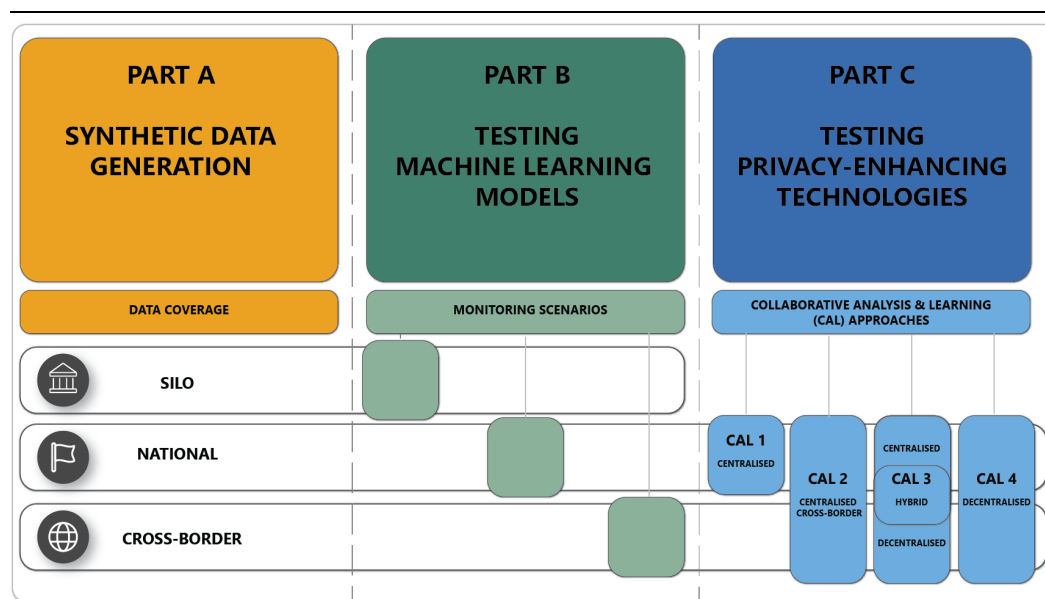 PART A
SYNTHETIC DATA
GENERATION
PART B
TESTING
MACHINE LEARNING
MODELS
PART C
TESTING
PRIVACY-ENHANCING
TECHNOLOGIES
DATA COVERAGE
MONITORING SCENARIOS
COLLABORATIVE ANALYSIS & LEARNING
(CAL) APPROACHES
SILO
NATIONAL
CROSS-BORDER
CAL 1
CENTRALISED
CAL 2
CENTRALISED
CROSS-BORDER
CENTRALISED
CAL 3
HYBRID
DECENTRALISED
CAL 4
DECENTRALISED